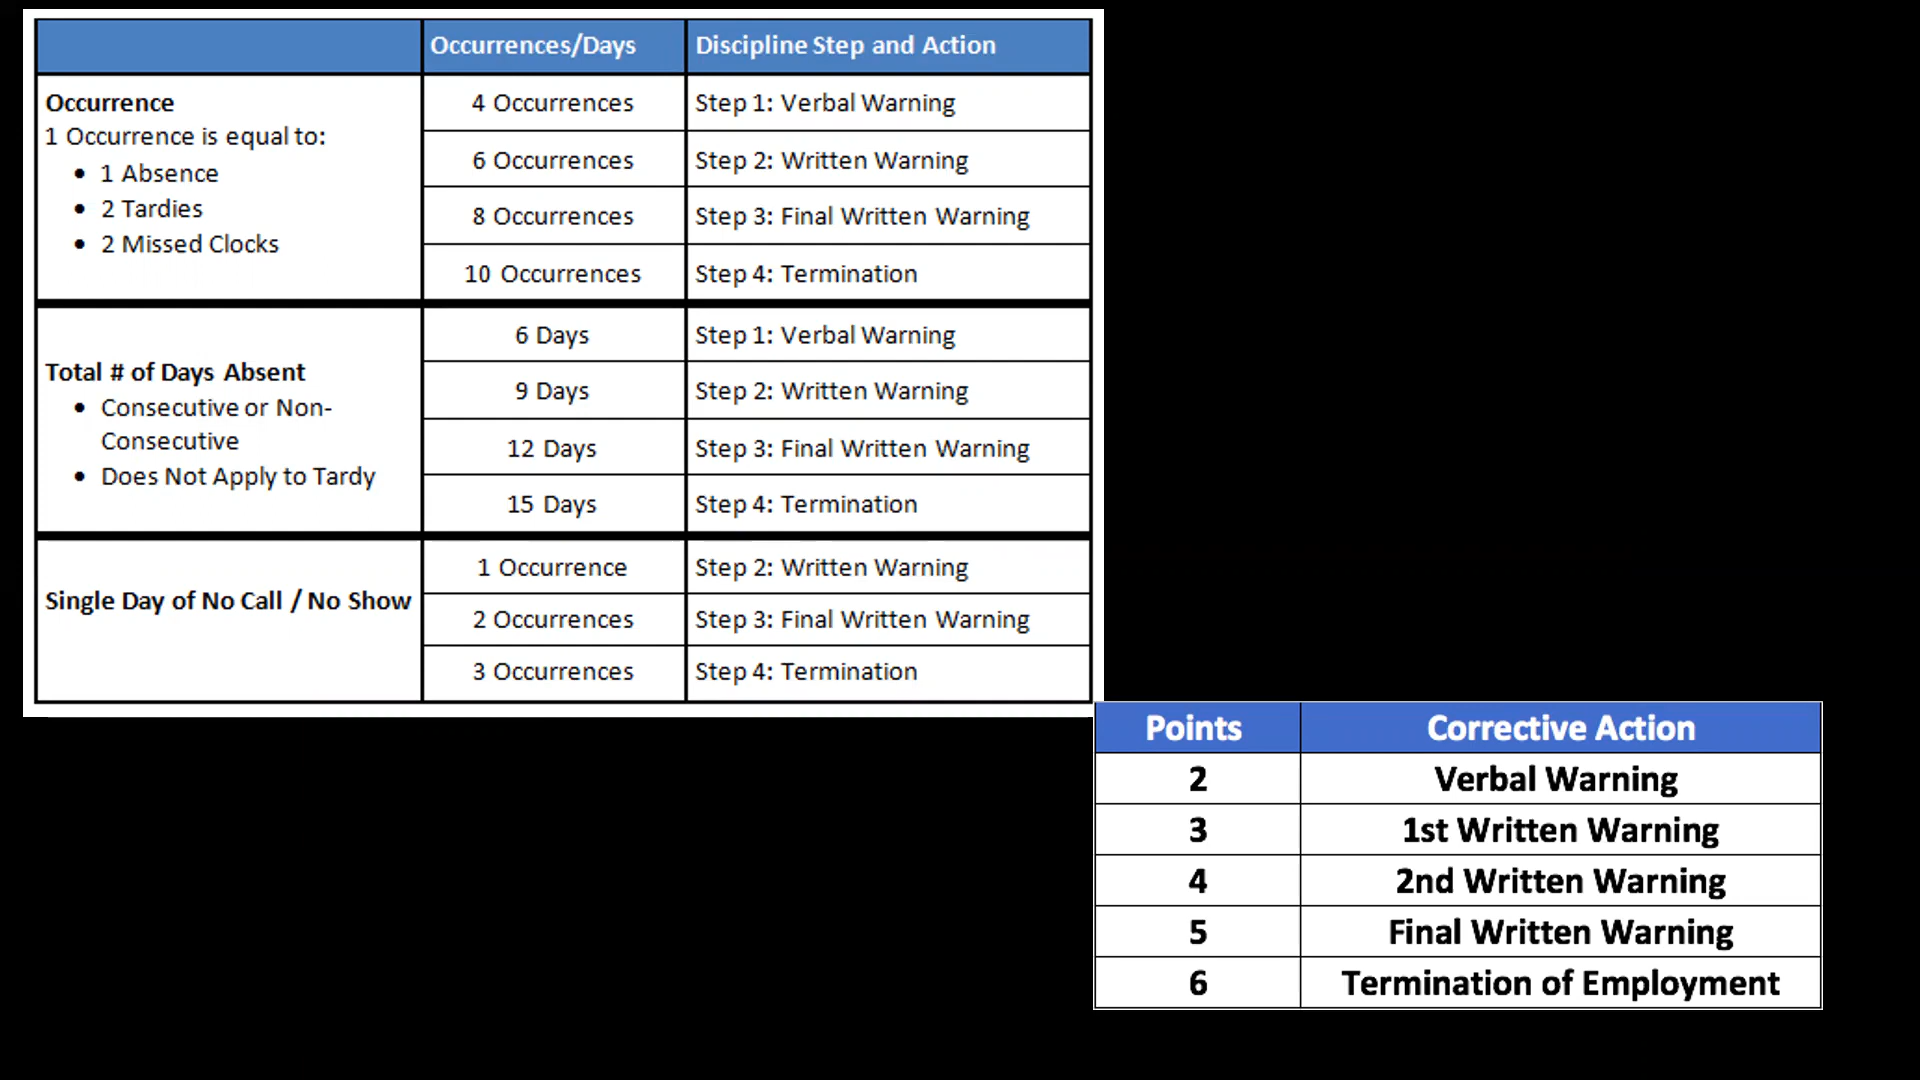 Occurrences/Days Discipline Step and Action
Occurrence
1 Occurrence is equal to:
• 1 Absence
• 2 Tardies
• 2 Missed Clocks
4 Occurrences Step 1: Verbal Warning
6 Occurrences Step 2: Written Warning
8 Occurrences Step 3: Final Written Warning
10 Occurrences Step 4: Termination
Total # of Days Absent
• Consecutive or Non-
Consecutive
• Does Not Apply to Tardy
6 Days Step 1: Verbal Warning
9 Days Step 2: Written Warning
12 Days Step 3: Final Written Warning
15 Days Step 4: Termination
Single Day of No Call / No Show
1 Occurrence Step 2: Written Warning
2 Occurrences Step 3: Final Written Warning
3 Occurrences Step 4: Termination
Points Corrective Action
2 Verbal Warning
3 1st Written Warning
4 2nd Written Warning
5 Final Written Warning
6 Termination of Employment